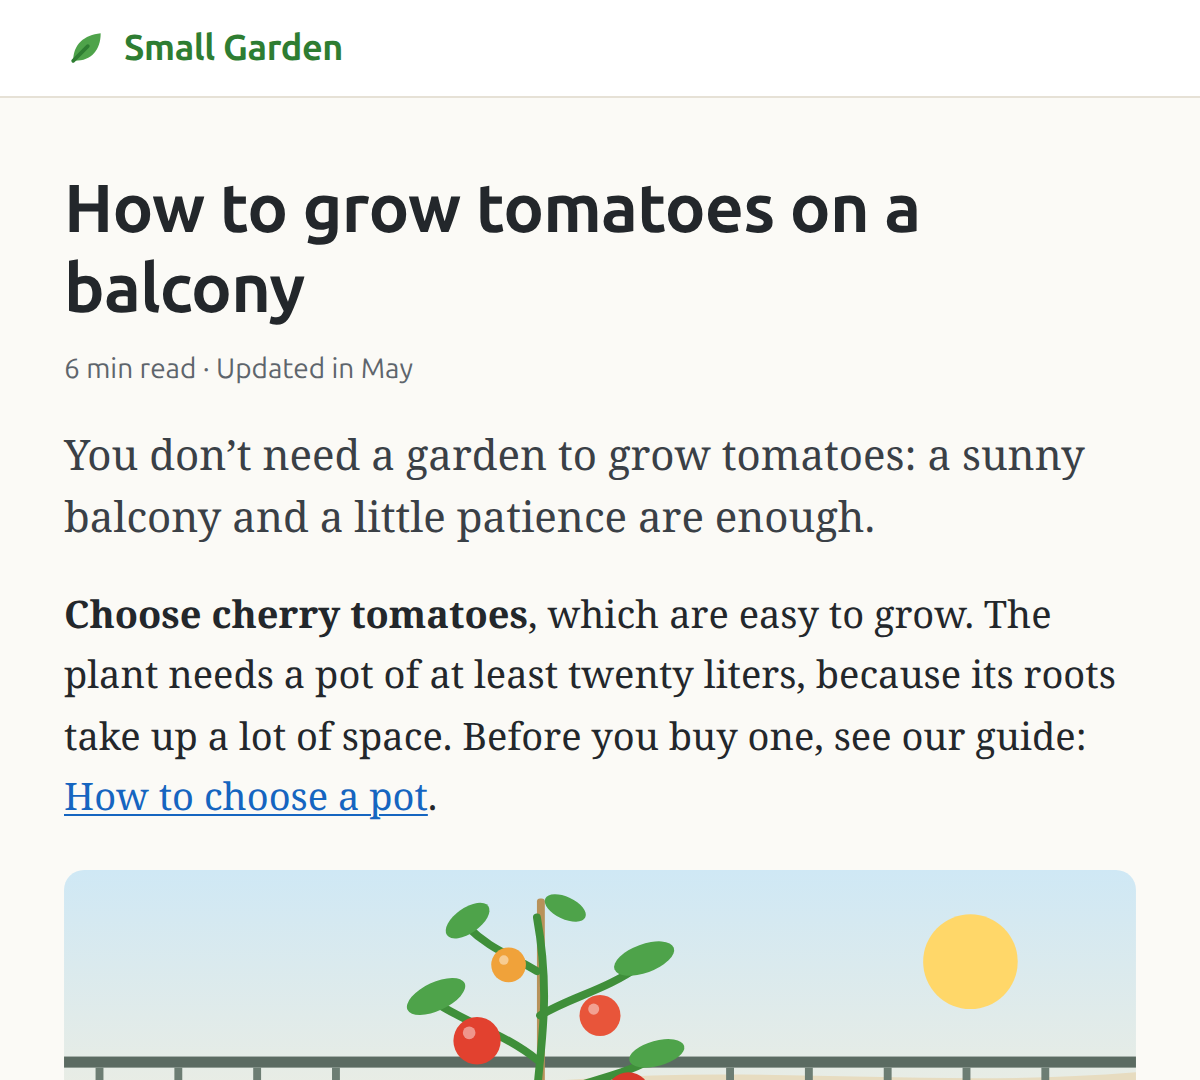 Small Garden
How to grow tomatoes on a
balcony
6 min read · Updated in May
You don’t need a garden to grow tomatoes: a sunny
balcony and a little patience are enough.
Choose cherry tomatoes, which are easy to grow. The
plant needs a pot of at least twenty liters, because its roots
take up a lot of space. Before you buy one, see our guide:
How to choose a pot.